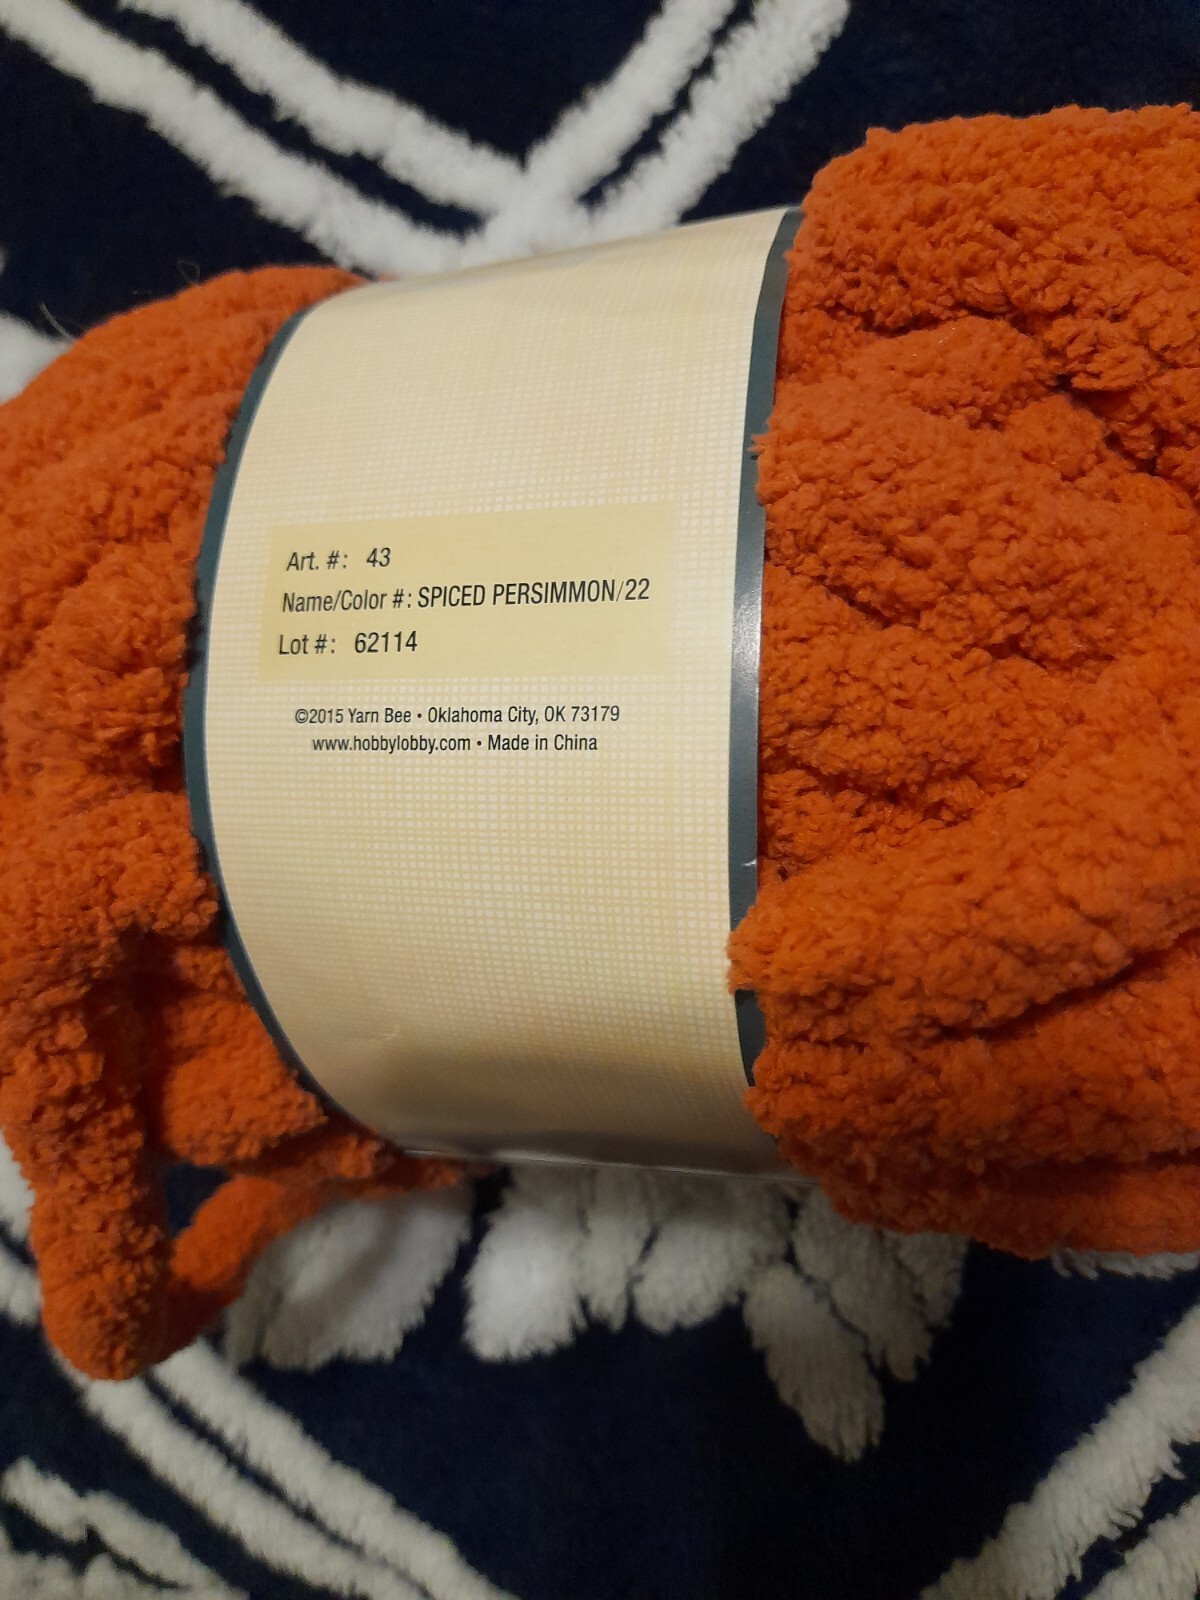 Art. #: 43
Name/Color #: SPICED PERSIMMON/22
Lot #: 62114
©2015 Yarn Bee • Oklahoma City, OK 73179
www.hobbylobby.com • Made in China